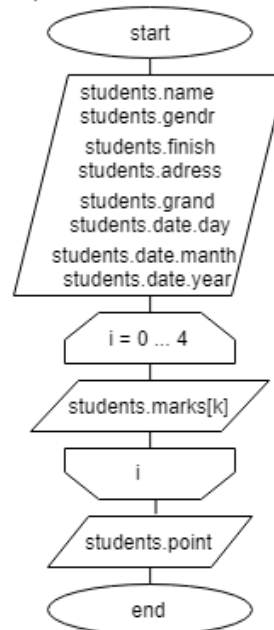 start
students.name
students.gendr
students.finish
students.adress
students.grand
students.date.day
students.date.manth
students.date.year
i = 0 ... 4
students.marks[k]
i
students.point
end